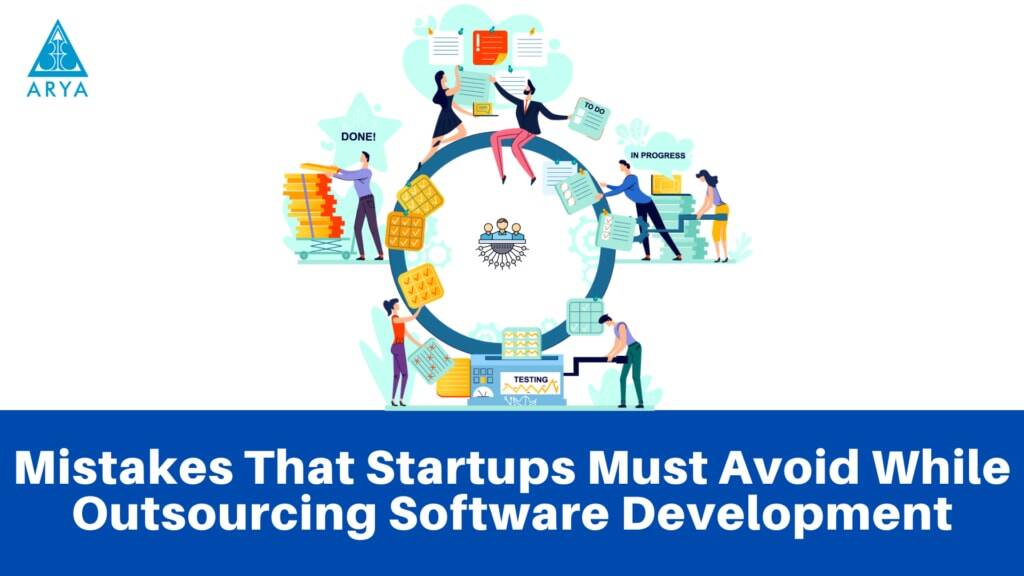 ARYA
TO DO
DONE!
IN PROGRESS
TESTING
Mistakes That Startups Must Avoid While
Outsourcing Software Development